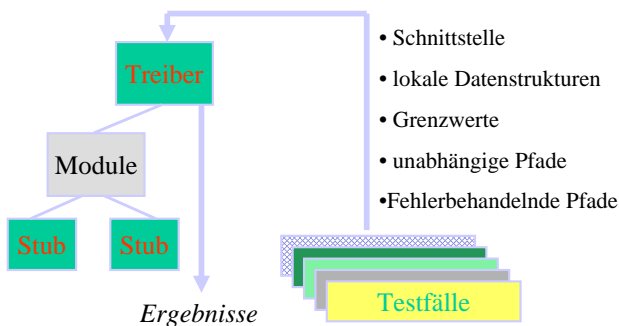 Treiber
Module
Stub Stub
Ergebnisse
• Schnittstelle
• lokale Datenstrukturen
• Grenzwerte
• unabhängige Pfade
•Fehlerbehandelnde Pfade
Testfälle